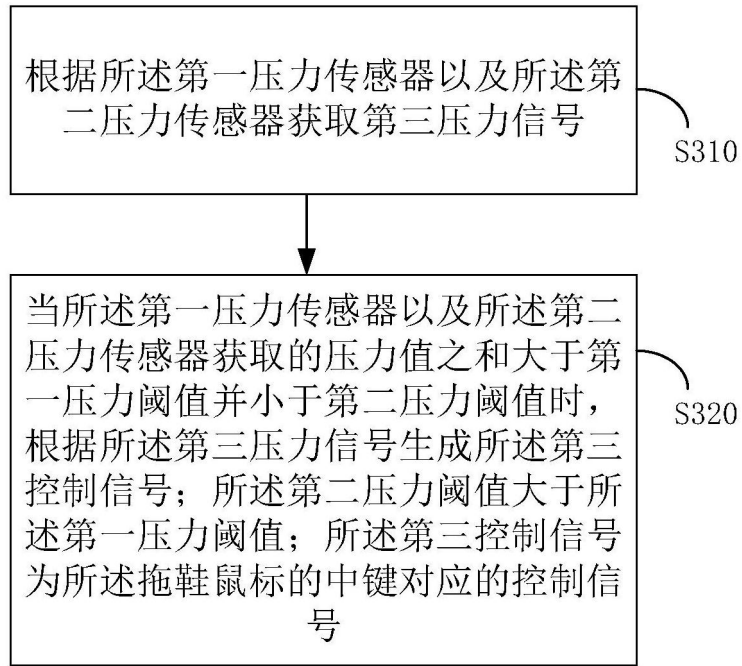 根据所述第一压力传感器以及所述第
二压力传感器获取第三压力信号
S310
当所述第一压力传感器以及所述第二
压力传感器获取的压力值之和大于第
一压力阈值并小于第二压力阈值时，
根据所述第三压力信号生成所述第三
控制信号；所述第二压力阈值大于所
述第一压力阈值；所述第三控制信号
为所述拖鞋鼠标的中键对应的控制信
号
S320